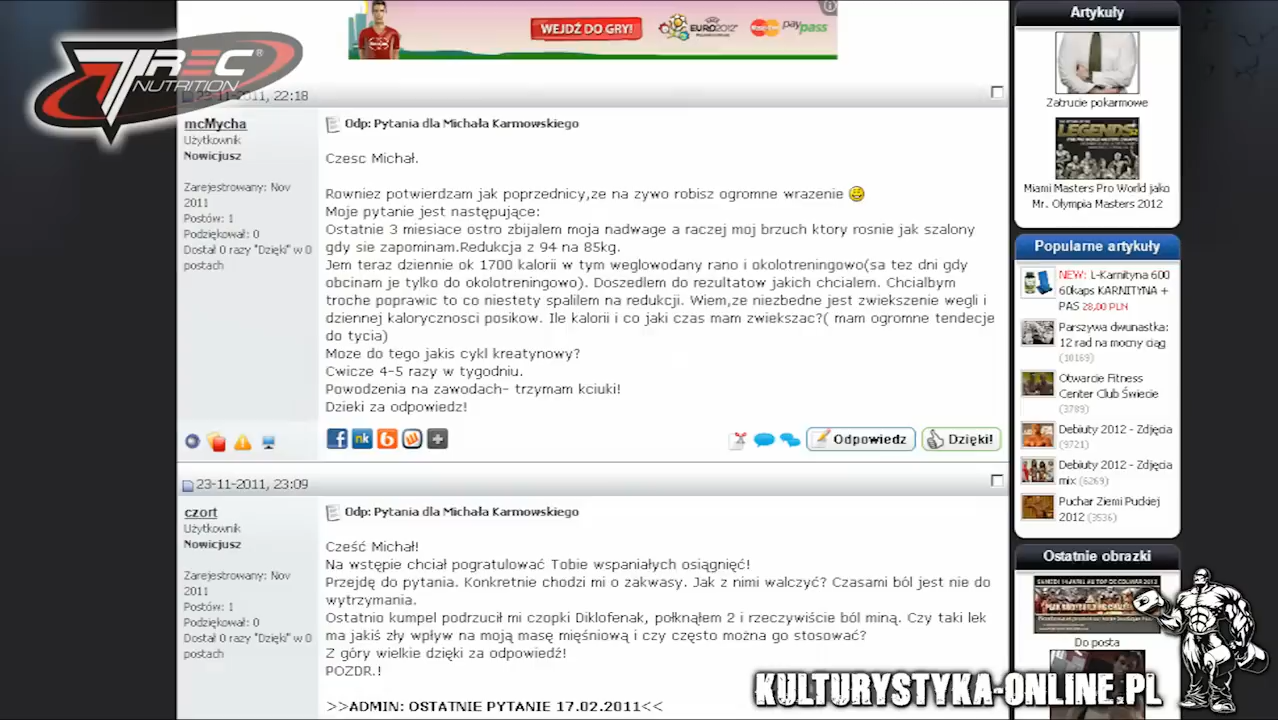 WEJDŹ DO GRY!
EURO2012
MasterCard
PayPass
TREC®
NUTRITION
23-11-2011, 22:18
mcMycha
Użytkownik
Nowicjusz
Zarejestrowany: Nov
2011
Postów: 1
Podziękował: 0
Dostał 0 razy "Dzięki" w 0
postach
Odp: Pytania dla Michała Karmowskiego
Czesc Michał.
Rowniez potwierdzam jak poprzednicy,ze na zywo robisz ogromne wrazenie
Moje pytanie jest następujące:
Ostatnie 3 miesiace ostro zbijalem moja nadwage a raczej moj brzuch ktory rosnie jak szalony
gdy sie zapominam.Redukcja z 94 na 85kg.
Jem teraz dziennie ok 1700 kalorii w tym weglowodany rano i okolotreningowo(sa tez dni gdy
obcinam je tylko do okolotreningowo). Doszedlem do rezultatow jakich chcialem. Chcialbym
troche poprawic to co niestety spalilem na redukcji. Wiem,ze niezbedne jest zwiekszenie wegli i
dziennej kalorycznosci posikow. Ile kalorii i co jaki czas mam zwiekszac?( mam ogromne tendecje
do tycia)
Moze do tego jakis cykl kreatynowy?
Cwicze 4-5 razy w tygodniu.
Powodzenia na zawodach- trzymam kciuki!
Dzieki za odpowiedz!
nk
Odpowiedz
Dzięki!
23-11-2011, 23:09
czort
Użytkownik
Nowicjusz
Zarejestrowany: Nov
2011
Postów: 1
Podziękował: 0
Dostał 0 razy "Dzięki" w 0
postach
Odp: Pytania dla Michała Karmowskiego
Cześć Michał!
Na wstępie chciał pogratulować Tobie wspaniałych osiągnięć!
Przejdę do pytania. Konkretnie chodzi mi o zakwasy. Jak z nimi walczyć? Czasami ból jest nie do
wytrzymania.
Ostatnio kumpel podrzucił mi czopki Diklofenak, połknąłem 2 i rzeczywiście ból miną. Czy taki lek
ma jakiś zły wpływ na moją masę mięśniową i czy często można go stosować?
Z góry wielkie dzięki za odpowiedź!
POZDR.!
>>ADMIN: OSTATNIE PYTANIE 17.02.2011<<
Artykuły
Zatrucie pokarmowe
LEGENDS
Miami Masters Pro World jako
Mr. Olympia Masters 2012
Popularne artykuły
NEW: L-Karnityna 600
60kaps KARNITYNA +
PAS 28,00 PLN
Parszywa dwunastka:
12 rad na mocny ciąg
(10169)
Otwarcie Fitness
Center Club Świecie
(3789)
Debiuty 2012 - Zdjęcia
(9721)
Debiuty 2012 - Zdjęcia
mix (6269)
Puchar Ziemi Puckiej
2012 (3536)
Ostatnie obrazki
Do posta
KULTURYSTYKA-ONLINE.PL